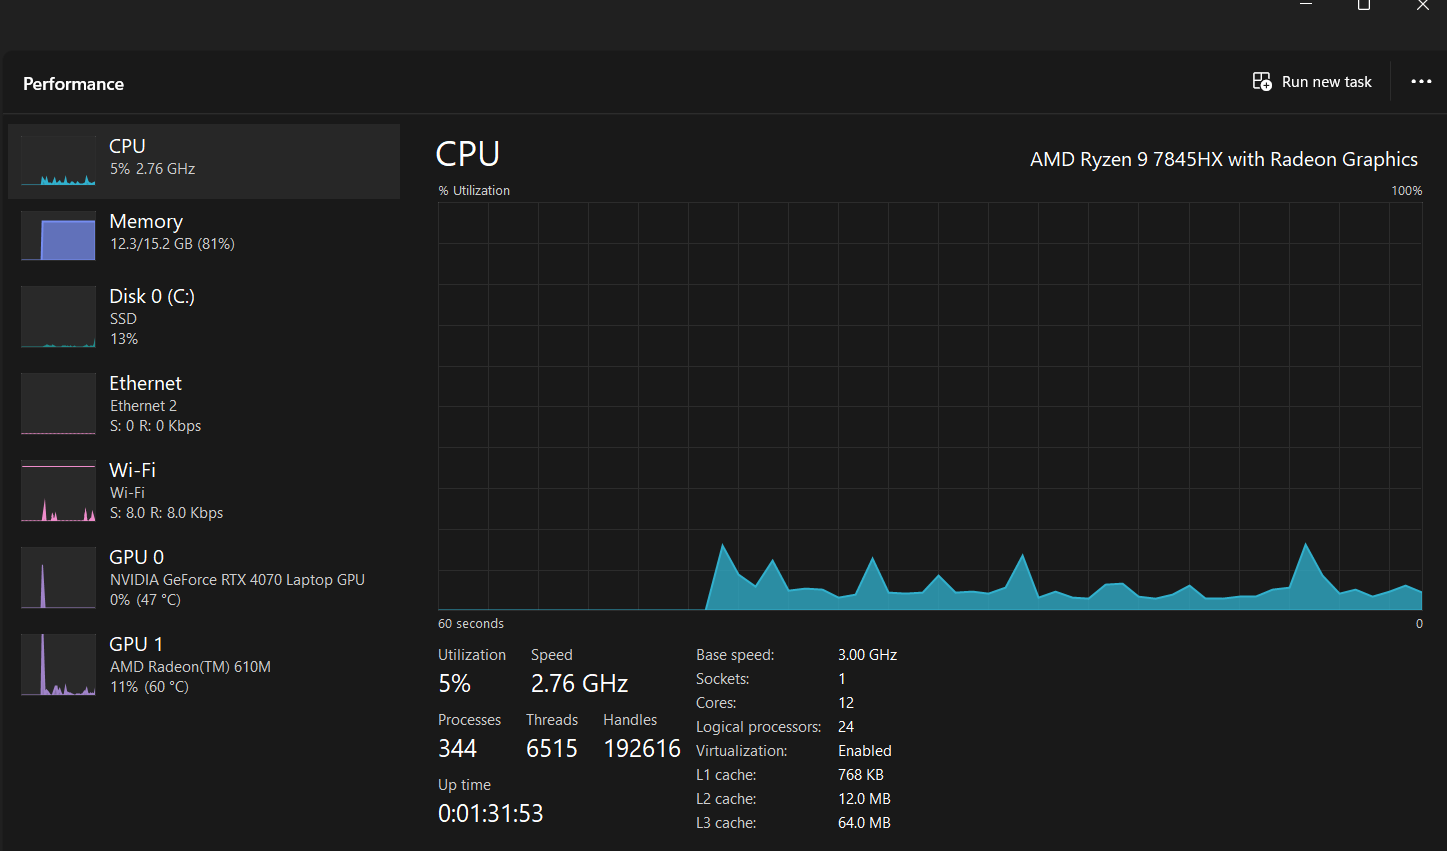 Performance
Run new task
CPU
5% 2.76 GHz
Memory
12.3/15.2 GB (81%)
Disk 0 (C:)
SSD
13%
Ethernet
Ethernet 2
S: 0 R: 0 Kbps
Wi-Fi
Wi-Fi
S: 8.0 R: 8.0 Kbps
GPU 0
NVIDIA GeForce RTX 4070 Laptop GPU
0% (47 °C)
GPU 1
AMD Radeon(TM) 610M
11% (60 °C)
CPU
AMD Ryzen 9 7845HX with Radeon Graphics
% Utilization
100%
60 seconds
0
Utilization Speed
5% 2.76 GHz
Processes Threads Handles
344 6515 192616
Up time
0:01:31:53
Base speed: 3.00 GHz
Sockets: 1
Cores: 12
Logical processors: 24
Virtualization: Enabled
L1 cache: 768 KB
L2 cache: 12.0 MB
L3 cache: 64.0 MB